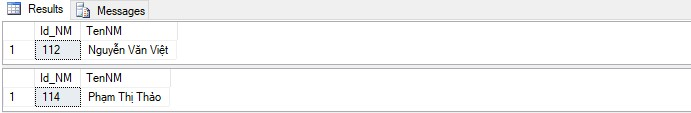 Results Messages
Id_NM TenNM
1 112 Nguyễn Văn Việt
Id_NM TenNM
1 114 Phạm Thị Thảo